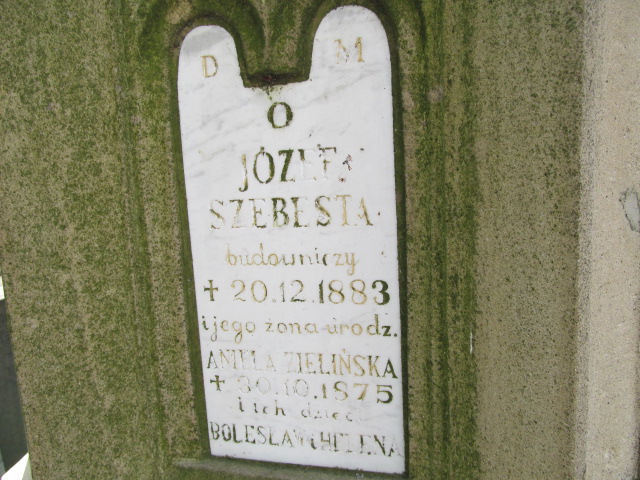 D M
O
JÓZEF
SZEBESTA
budowniczy
+ 20.12.1883
i jego żona urodz.
ANIELA ZIELIŃSKA
+ 30.10.1875
i ich dzieci
BOLESŁAW i HELENA